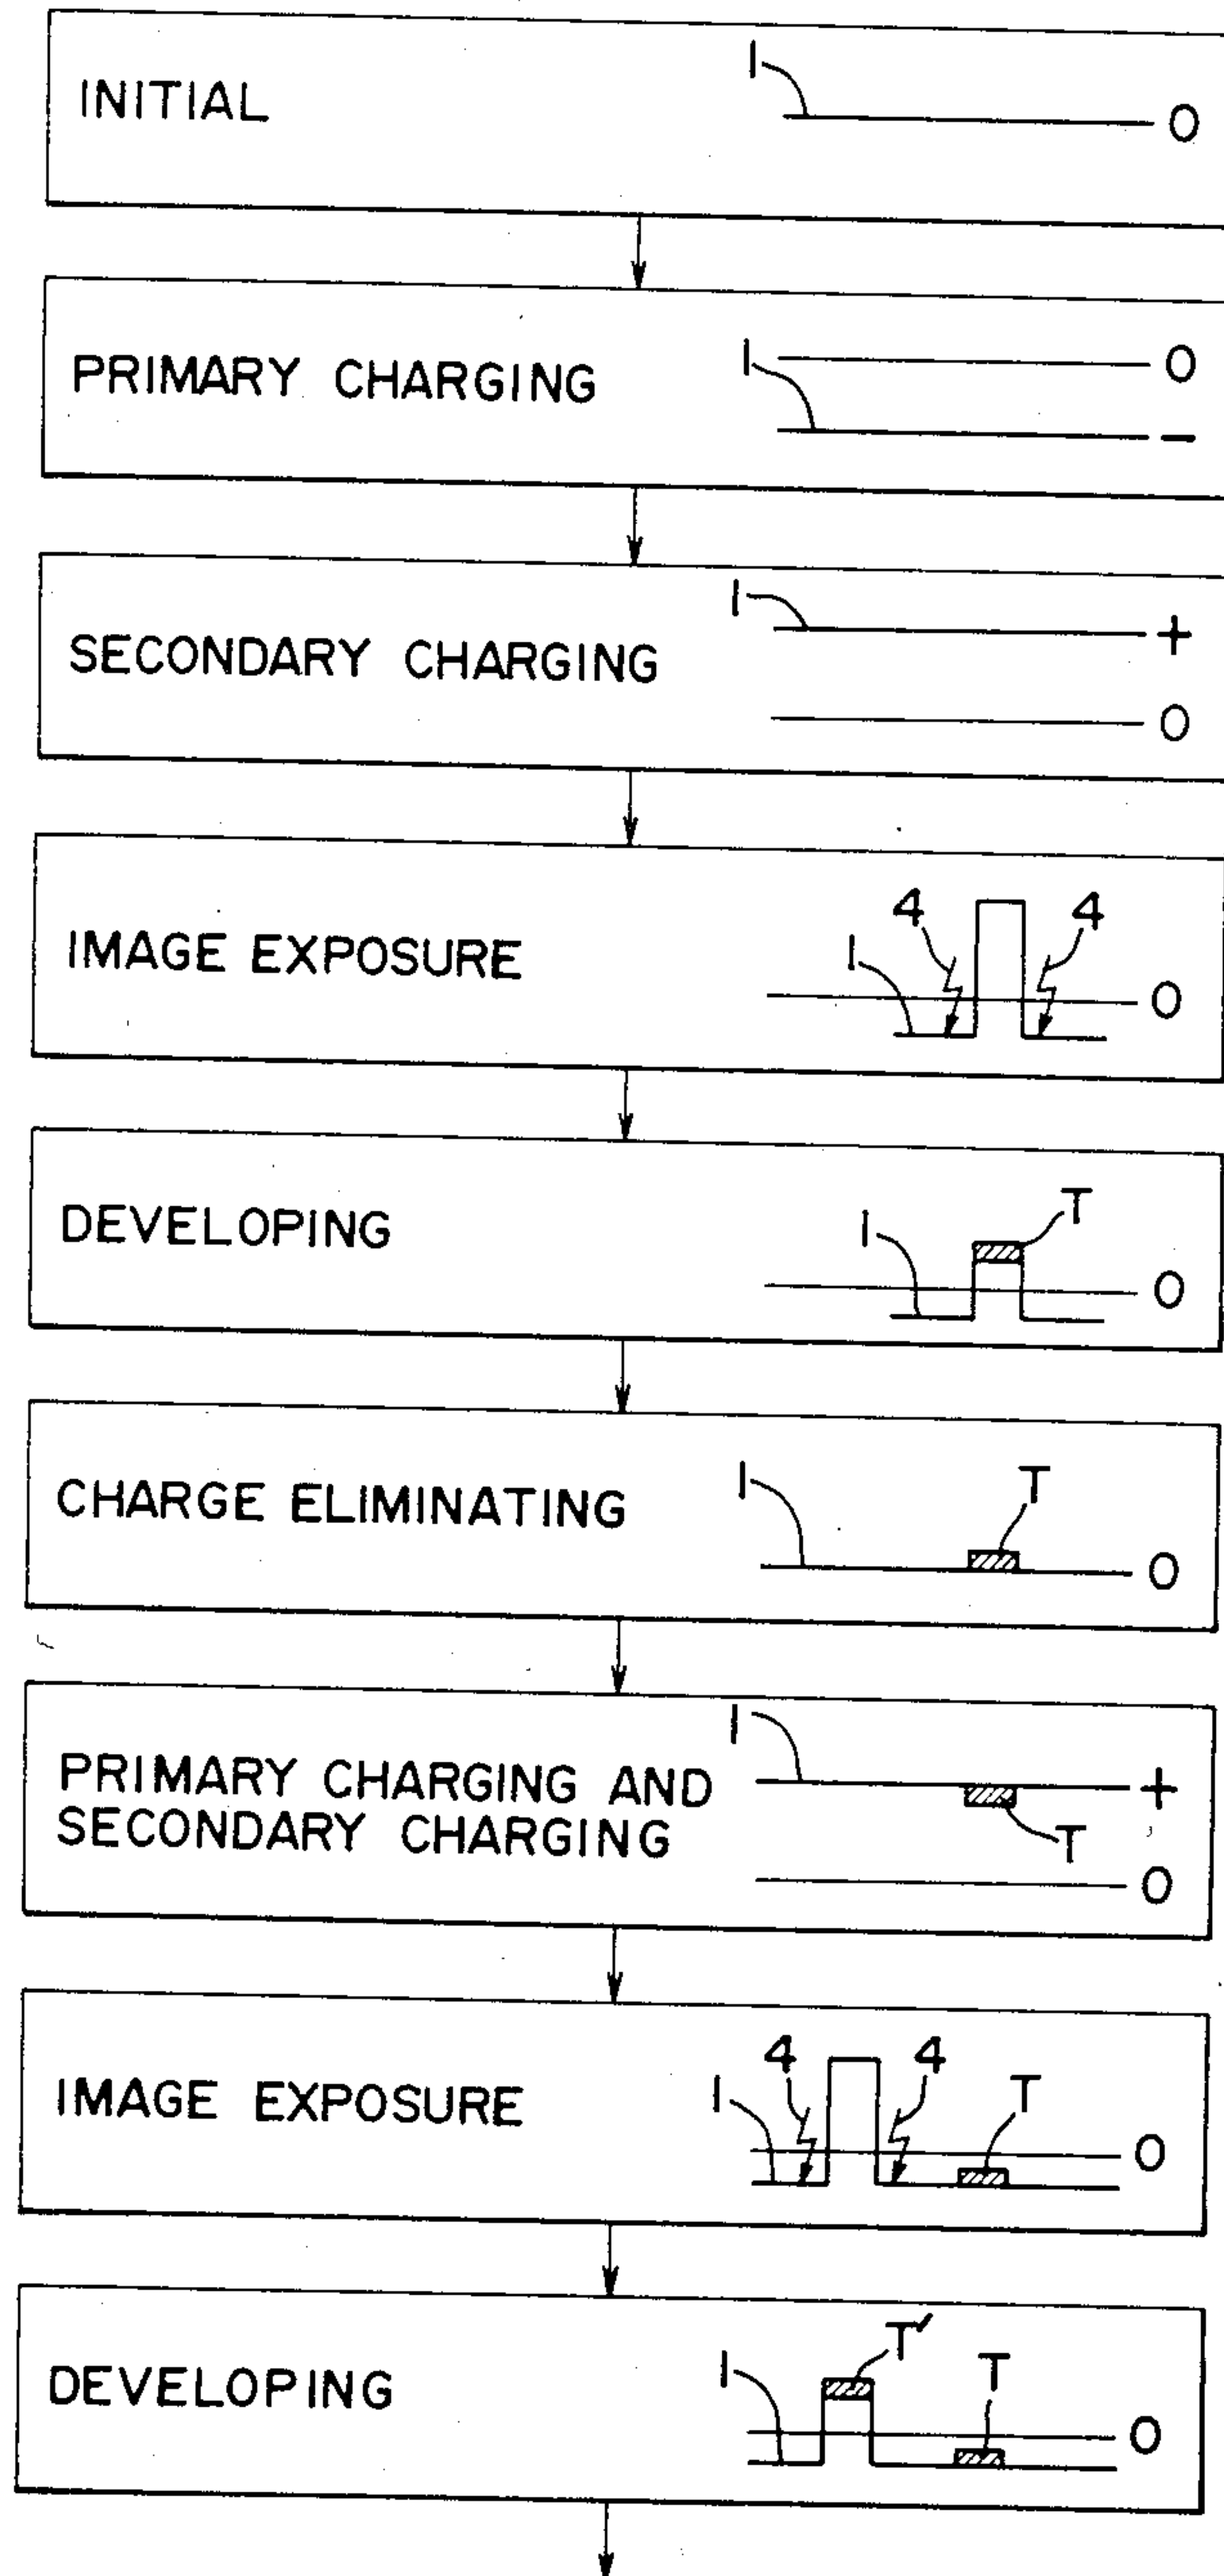 INITIAL
1
0
PRIMARY CHARGING
1
0
−
SECONDARY CHARGING
1
+
0
IMAGE EXPOSURE
4
4
1
0
DEVELOPING
T
1
0
CHARGE ELIMINATING
1
T
0
PRIMARY CHARGING AND
SECONDARY CHARGING
1
+
T
0
IMAGE EXPOSURE
4
4
1
T
0
DEVELOPING
T′
1
T
0